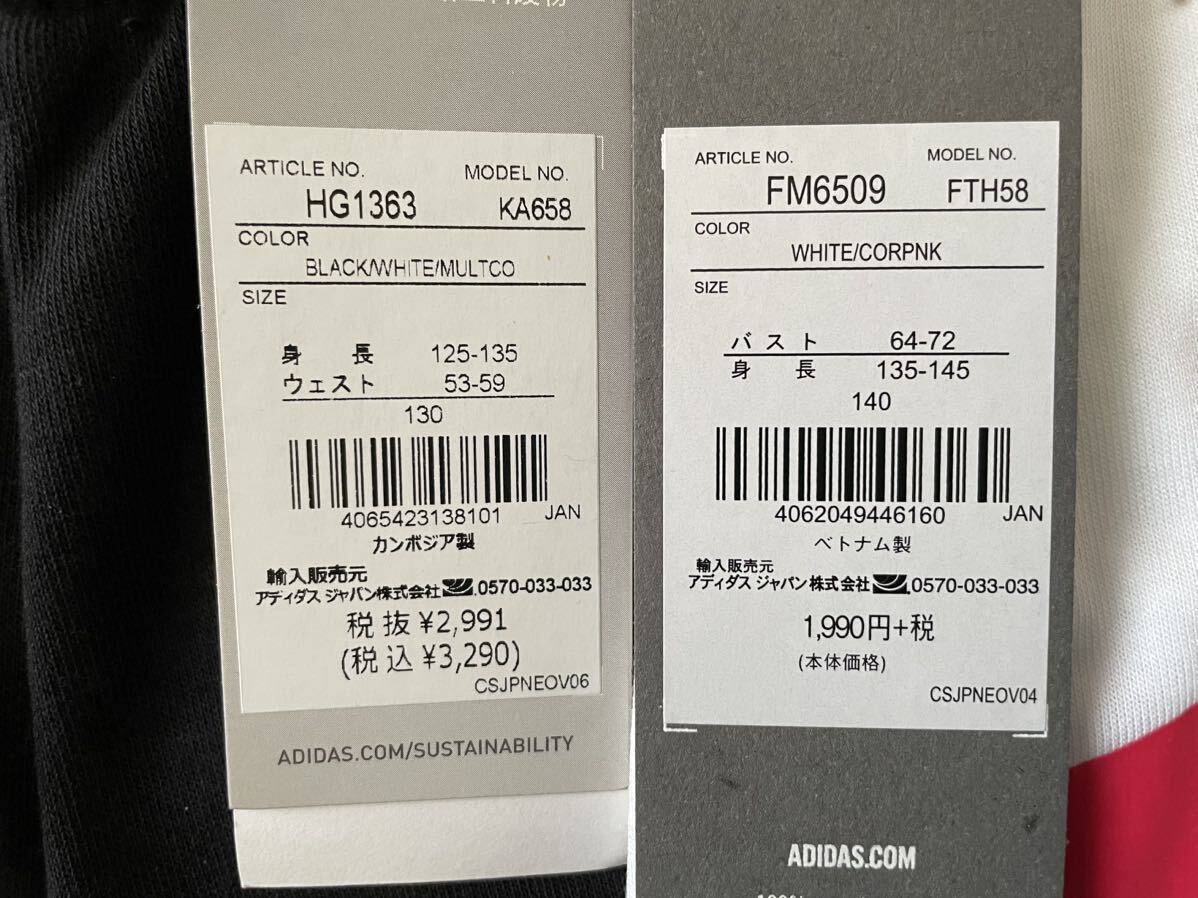 ARTICLE NO. MODEL NO.
HG1363 KA658
COLOR
BLACK/WHITE/MULTCO
SIZE
身 長 125-135
ウェスト 53-59
130
4065423138101 JAN
カンボジア製
輸入販売元
アディダス ジャパン株式会社 0570-033-033
税 抜 ¥2,991
(税 込 ¥3,290)
CSJPNEOV06
ADIDAS.COM/SUSTAINABILITY
ARTICLE NO. MODEL NO.
FM6509 FTH58
COLOR
WHITE/CORPNK
SIZE
バ ス ト 64-72
身 長 135-145
140
4062049446160 JAN
ベトナム製
輸入販売元
アディダス ジャパン株式会社 0570-033-033
1,990円+税
(本体価格)
CSJPNEOV04
ADIDAS.COM